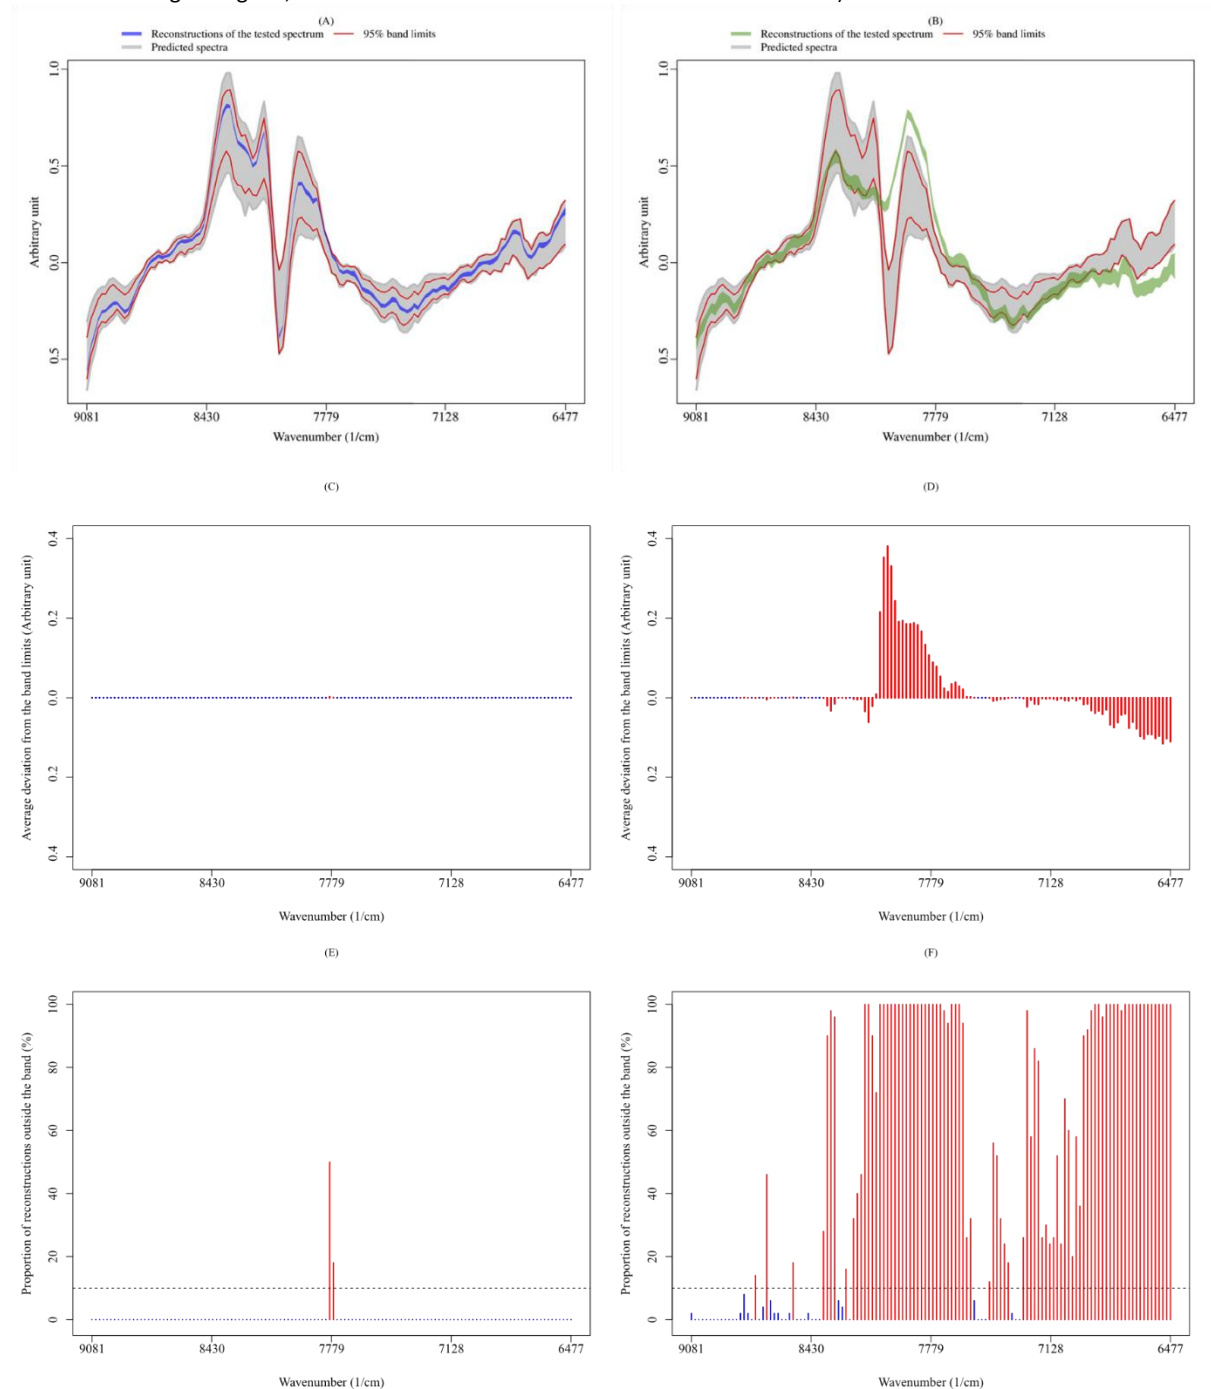 (A)
Reconstructions of the tested spectrum 95% band limits
Predicted spectra
Arbitrary unit
1.0
0.5
0.0
0.5
9081 8430 7779 7128 6477
Wavenumber (1/cm)
(B)
Reconstructions of the tested spectrum 95% band limits
Predicted spectra
Arbitrary unit
1.0
0.5
0.0
0.5
9081 8430 7779 7128 6477
Wavenumber (1/cm)
(C)
Average deviation from the band limits (Arbitrary unit)
0.4
0.2
0.0
0.2
0.4
9081 8430 7779 7128 6477
Wavenumber (1/cm)
(D)
Average deviation from the band limits (Arbitrary unit)
0.4
0.2
0.0
0.2
0.4
9081 8430 7779 7128 6477
Wavenumber (1/cm)
(E)
Proportion of reconstructions outside the band (%)
100
80
60
40
20
0
9081 8430 7779 7128 6477
Wavenumber (1/cm)
(F)
Proportion of reconstructions outside the band (%)
100
80
60
40
20
0
9081 8430 7779 7128 6477
Wavenumber (1/cm)